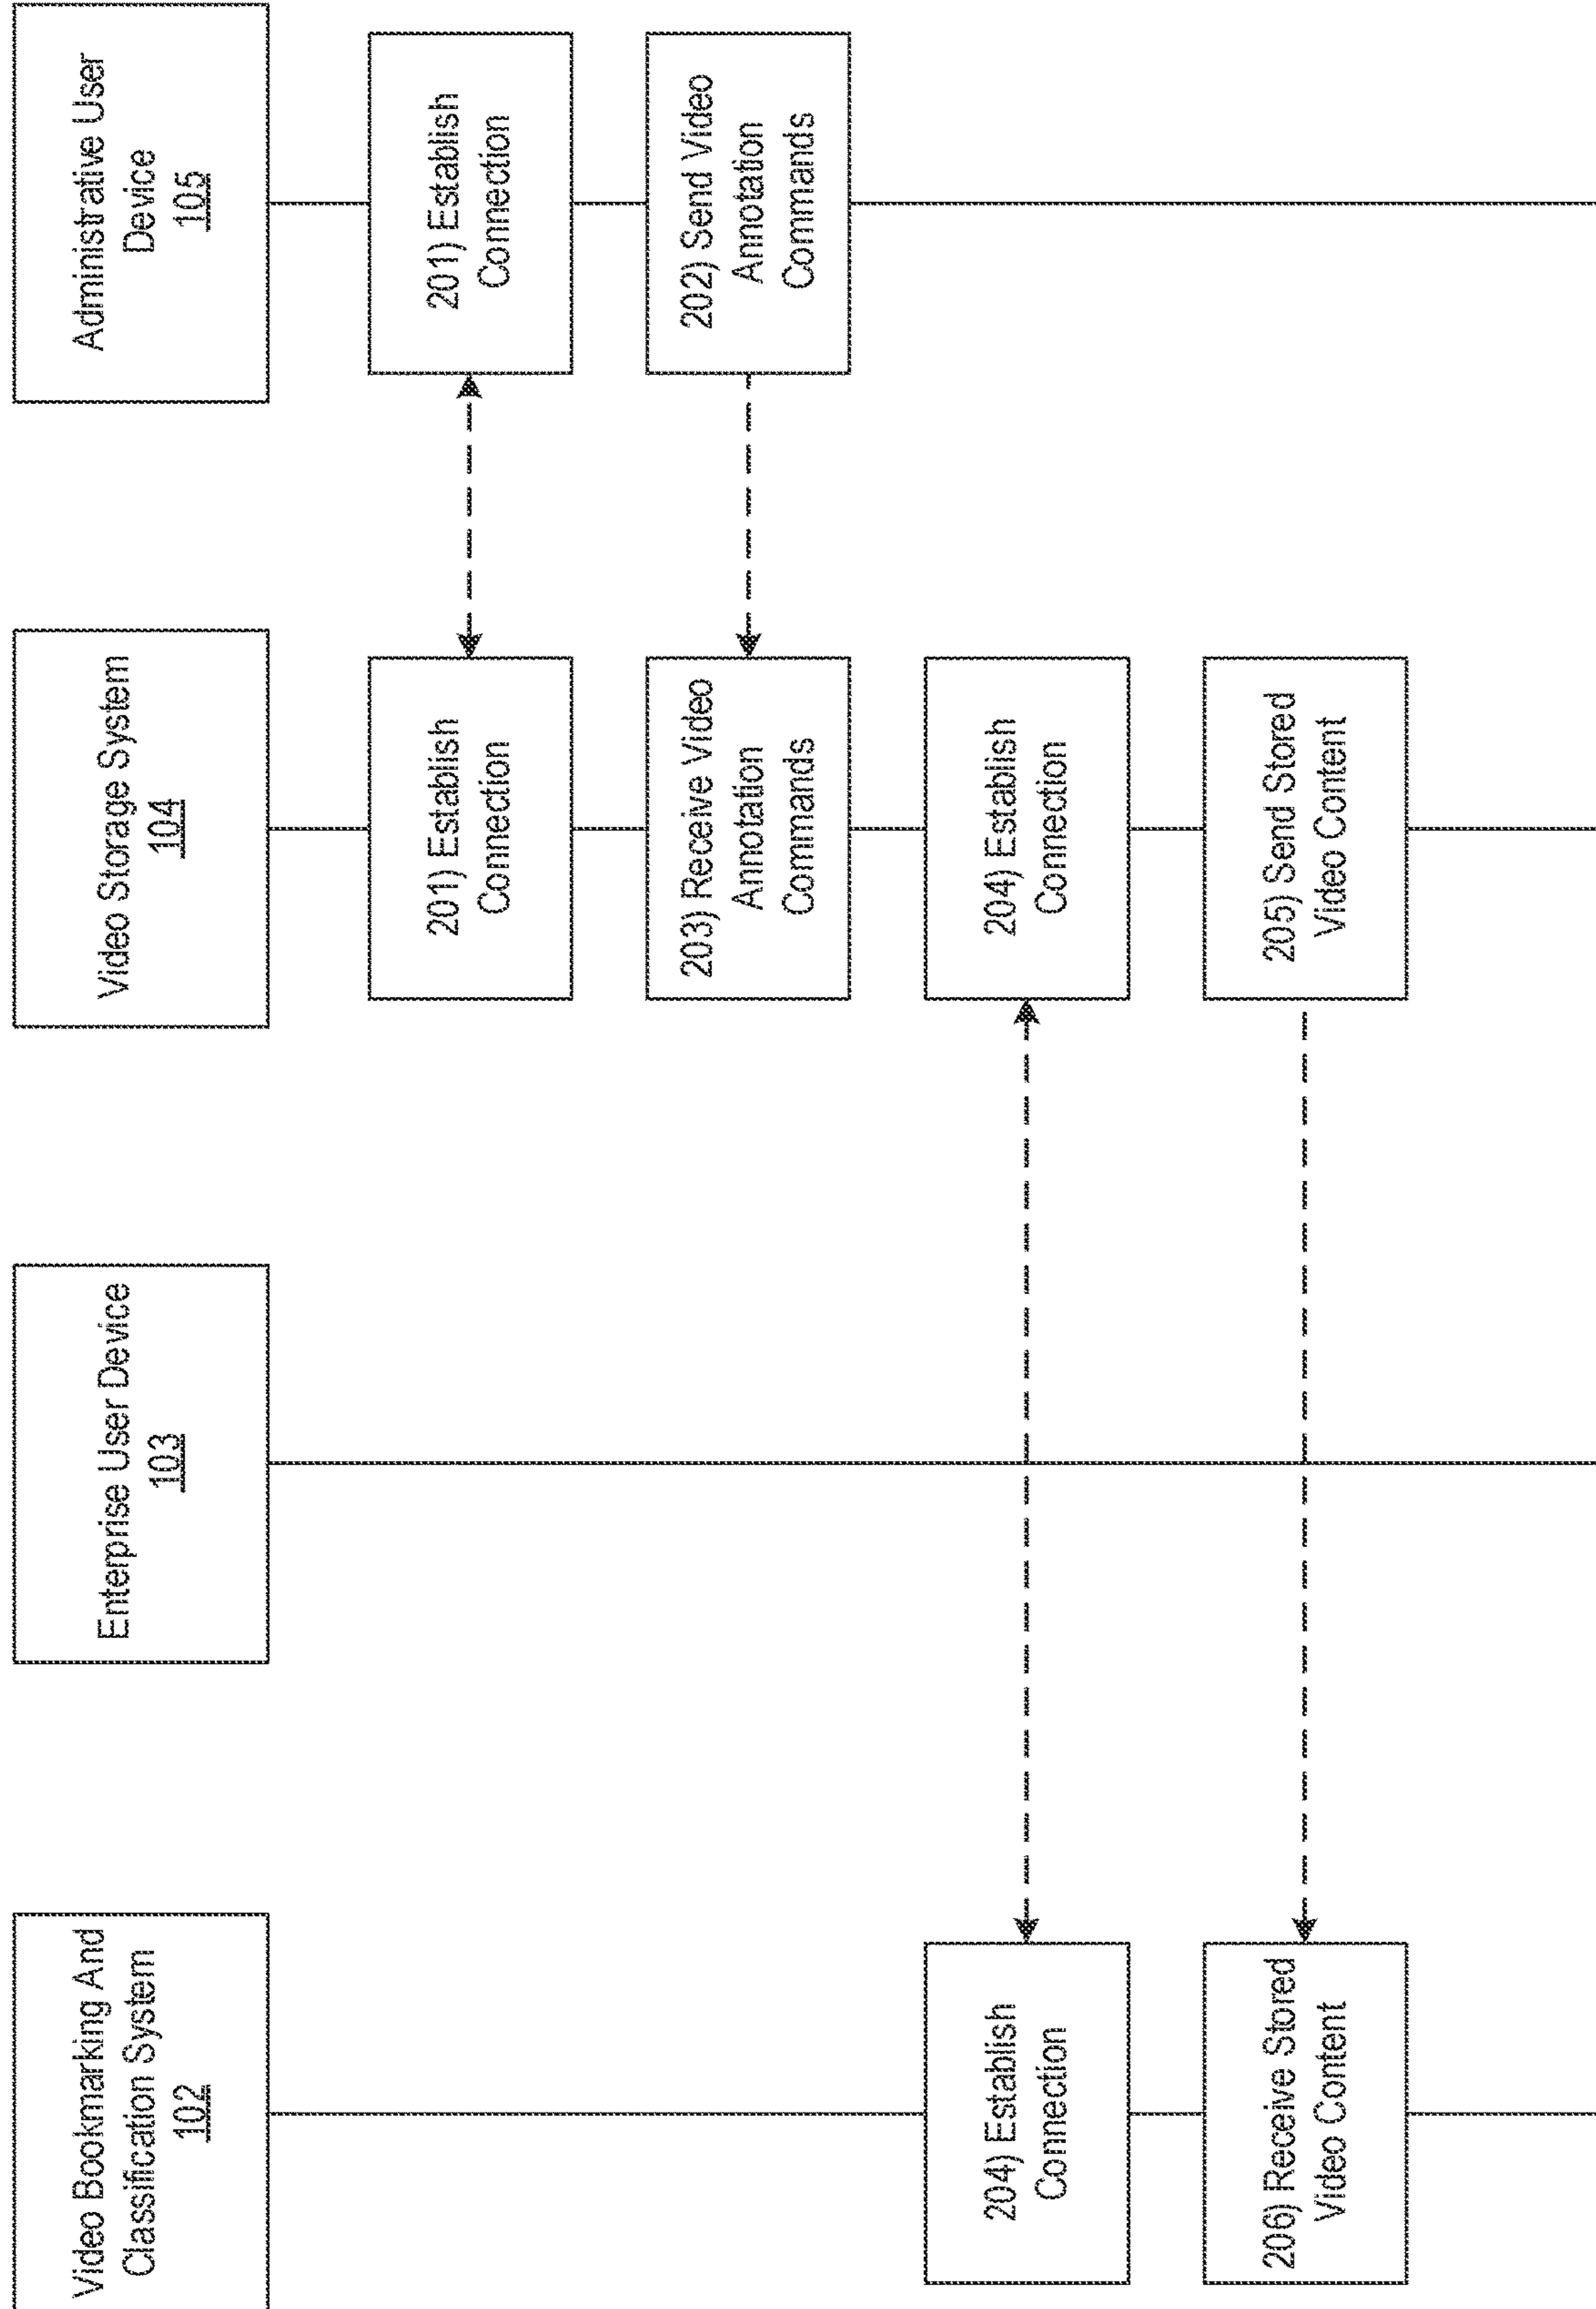 Video Bookmarking And
Classification System
102
Enterprise User Device
103
Video Storage System
104
Administrative User
Device
105
201) Establish
Connection
201) Establish
Connection
203) Receive Video
Annotation
Commands
202) Send Video
Annotation
Commands
204) Establish
Connection
204) Establish
Connection
206) Receive Stored
Video Content
205) Send Stored
Video Content